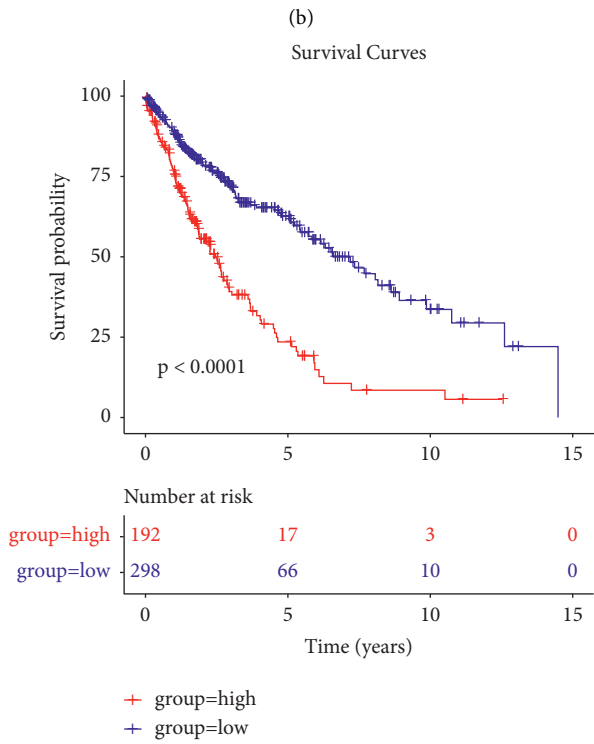 (b)
Survival Curves
100
75
50
25
0
Survival probability
p < 0.0001
0 5 10 15
Number at risk
group=high 192 17 3 0
group=low 298 66 10 0
0 5 10 15
Time (years)
group=high
group=low